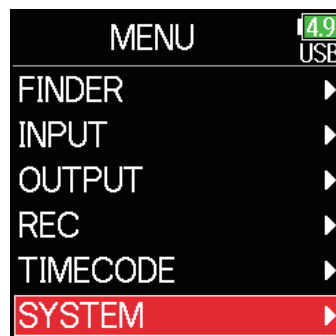 MENU
4.9
USB
FINDER
INPUT
OUTPUT
REC
TIMECODE
SYSTEM